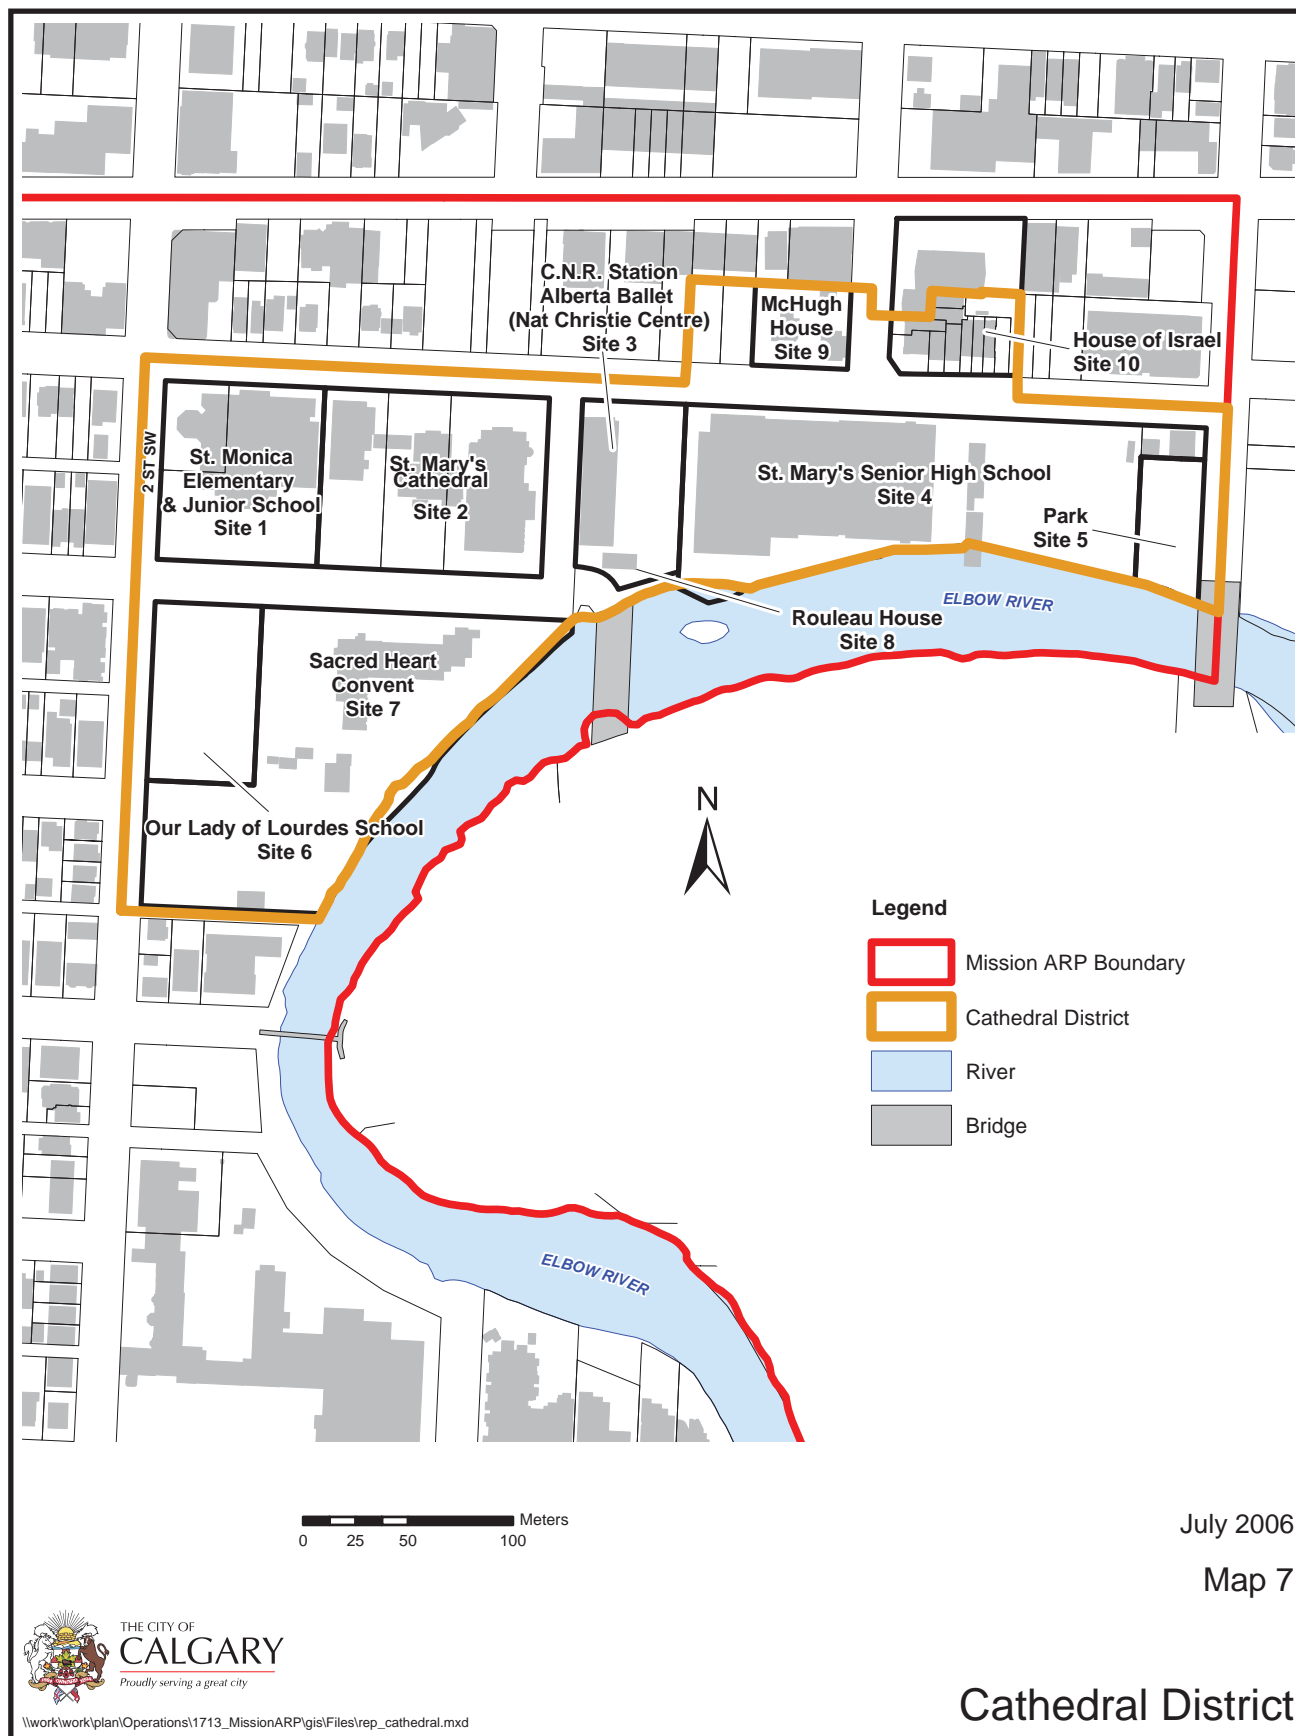 C.N.R. Station
Alberta Ballet
(Nat Christie Centre)
Site 3
McHugh
House
Site 9
House of Israel
Site 10
2 ST SW
St. Monica
Elementary
& Junior School
Site 1
St. Mary's
Cathedral
Site 2
St. Mary's Senior High School
Site 4
Park
Site 5
ELBOW RIVER
Rouleau House
Site 8
Sacred Heart
Convent
Site 7
Our Lady of Lourdes School
Site 6
N
Legend
Mission ARP Boundary
Cathedral District
River
Bridge
ELBOW RIVER
Meters
0 25 50 100
July 2006
Map 7
THE CITY OF
CALGARY
Proudly serving a great city
Cathedral District
\\work\work\plan\Operations\1713_MissionARP\gis\Files\rep_cathedral.mxd